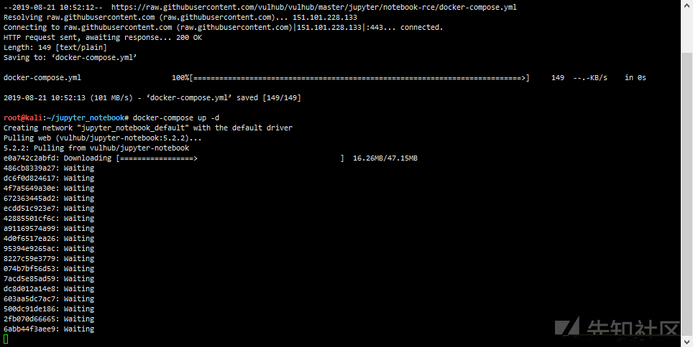 --2019-08-21 10:52:12--  https://raw.githubusercontent.com/vulhub/vulhub/master/jupyter/notebook-rce/docker-compose.yml
Resolving raw.githubusercontent.com (raw.githubusercontent.com)... 151.101.228.133
Connecting to raw.githubusercontent.com (raw.githubusercontent.com)|151.101.228.133|:443... connected.
HTTP request sent, awaiting response... 200 OK
Length: 149 [text/plain]
Saving to: ‘docker-compose.yml’
docker-compose.yml 100%[===========================================================================>] 149 --.-KB/s in 0s
2019-08-21 10:52:13 (101 MB/s) - ‘docker-compose.yml’ saved [149/149]
root@kali:~/jupyter_notebook# docker-compose up -d
Creating network "jupyter_notebook_default" with the default driver
Pulling web (vulhub/jupyter-notebook:5.2.2)...
5.2.2: Pulling from vulhub/jupyter-notebook
e0a742c2abfd: Downloading [=================> ] 16.26MB/47.15MB
486cb8339a27: Waiting
dc6f0d824617: Waiting
4f7a5649a30e: Waiting
672363445ad2: Waiting
ecdd51c923e7: Waiting
42885501cf6c: Waiting
a91169574a99: Waiting
4d0f6517ea26: Waiting
95394e9265ac: Waiting
8227c59e3779: Waiting
074b7bf56d53: Waiting
7acd5e85ad59: Waiting
dc8d012a14e8: Waiting
603aa5dc7ac7: Waiting
500dc91de186: Waiting
2fb070d66665: Waiting
6abb44f3aee9: Waiting
先知社区